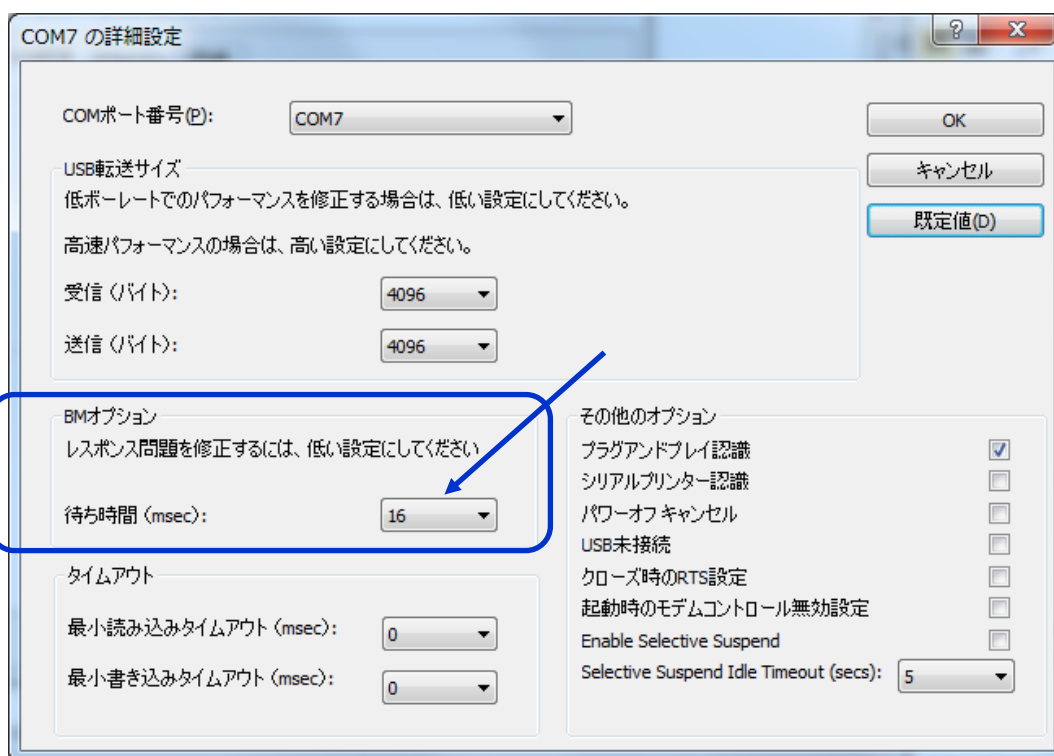 COM7 の詳細設定
COMポート番号(P):
COM7
OK
キャンセル
既定値(D)
USB転送サイズ
低ボーレートでのパフォーマンスを修正する場合は、低い設定にしてください。
高速パフォーマンスの場合は、高い設定にしてください。
受信 (バイト):
4096
送信 (バイト):
4096
BMオプション
レスポンス問題を修正するには、低い設定にしてください
待ち時間 (msec):
16
タイムアウト
最小読み込みタイムアウト (msec):
0
最小書き込みタイムアウト (msec):
0
その他のオプション
プラグアンドプレイ認識
シリアルプリンター認識
パワーオフ キャンセル
USB未接続
クローズ時のRTS設定
起動時のモデムコントロール無効設定
Enable Selective Suspend
Selective Suspend Idle Timeout (secs):
5